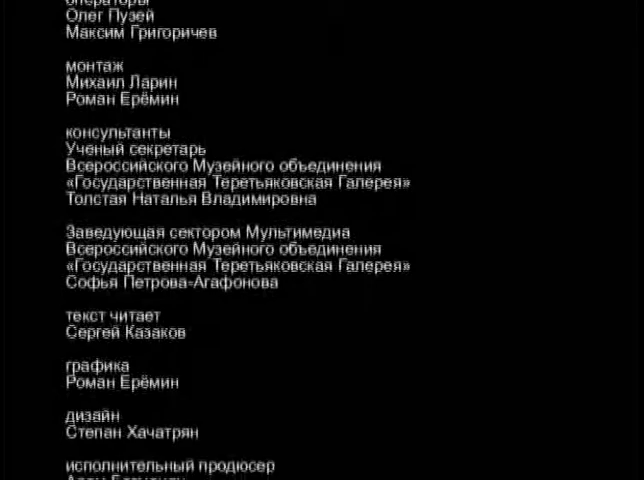 операторы
Олег Пузей
Максим Григоричев
монтаж
Михаил Ларин
Роман Ерёмин
консультанты
Учёный секретарь
Всероссийского Музейного объединения
«Государственная Теретьяковская Галерея»
Толстая Наталья Владимировна
Заведующая сектором Мультимедиа
Всероссийского Музейного объединения
«Государственная Теретьяковская Галерея»
Софья Петрова-Агафонова
текст читает
Сергей Казаков
графика
Роман Ерёмин
дизайн
Степан Хачатрян
исполнительный продюсер